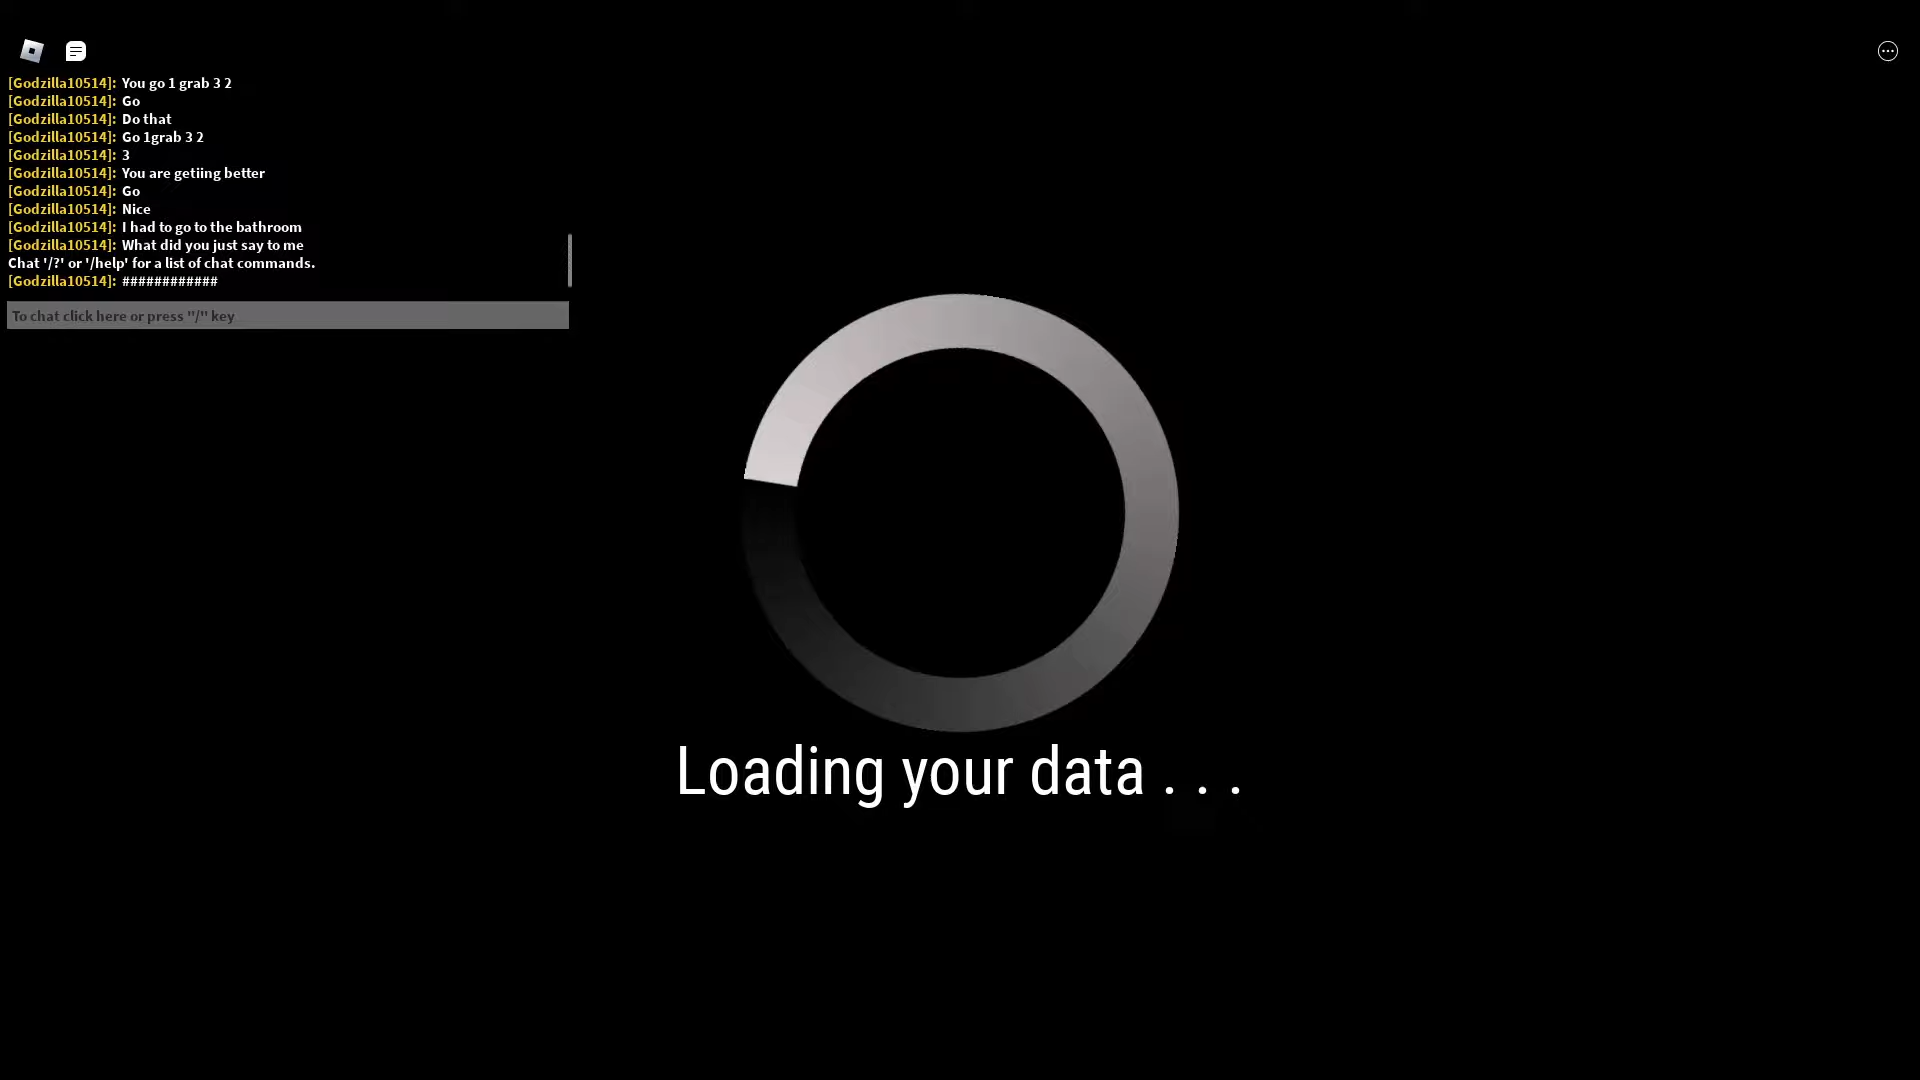 [Godzilla10514]: You go 1 grab 3 2
[Godzilla10514]: Go
[Godzilla10514]: Do that
[Godzilla10514]: Go 1grab 3 2
[Godzilla10514]: 3
[Godzilla10514]: You are getiing better
[Godzilla10514]: Go
[Godzilla10514]: Nice
[Godzilla10514]: I had to go to the bathroom
[Godzilla10514]: What did you just say to me
Chat '/?' or '/help' for a list of chat commands.
[Godzilla10514]: ############
To chat click here or press "/" key
Loading your data . . .